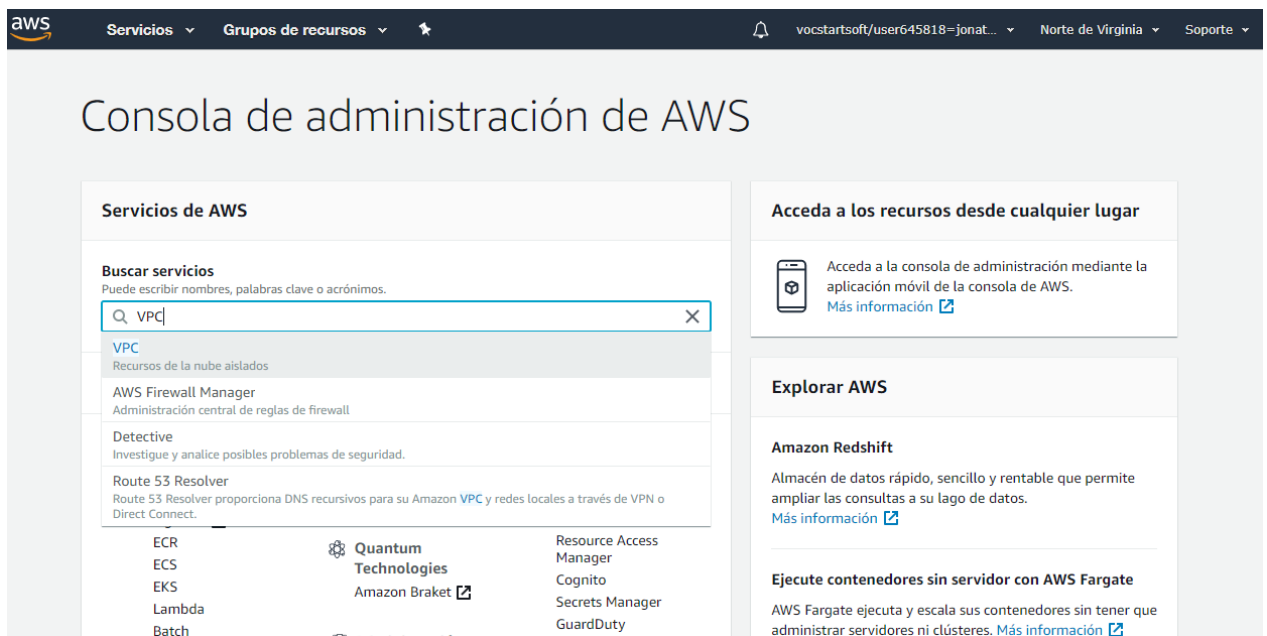 aws
Servicios
Grupos de recursos
vocstartsoft/user645818=jonat...
Norte de Virginia
Soporte
Consola de administración de AWS
Servicios de AWS
Buscar servicios
Puede escribir nombres, palabras clave o acrónimos.
VPC
VPC
Recursos de la nube aislados
AWS Firewall Manager
Administración central de reglas de firewall
Detective
Investigue y analice posibles problemas de seguridad.
Route 53 Resolver
Route 53 Resolver proporciona DNS recursivos para su Amazon VPC y redes locales a través de VPN o
Direct Connect.
ECR
ECS
EKS
Lambda
Batch
Quantum
Technologies
Amazon Braket
Resource Access
Manager
Cognito
Secrets Manager
GuardDuty
Acceda a los recursos desde cualquier lugar
Acceda a la consola de administración mediante la
aplicación móvil de la consola de AWS.
Más información
Explorar AWS
Amazon Redshift
Almacén de datos rápido, sencillo y rentable que permite
ampliar las consultas a su lago de datos.
Más información
Ejecute contenedores sin servidor con AWS Fargate
AWS Fargate ejecuta y escala sus contenedores sin tener que
administrar servidores ni clústeres. Más información